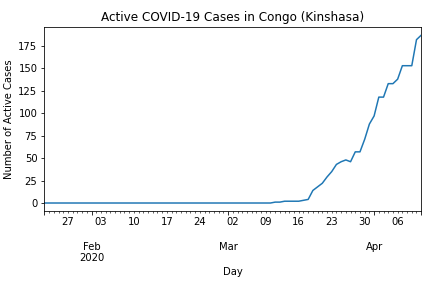 Active COVID-19 Cases in Congo (Kinshasa)
175
150
125
100
75
50
25
0
Number of Active Cases
27 03 10 17 24 02 09 16 23 30 06
Feb Mar Apr
2020
Day